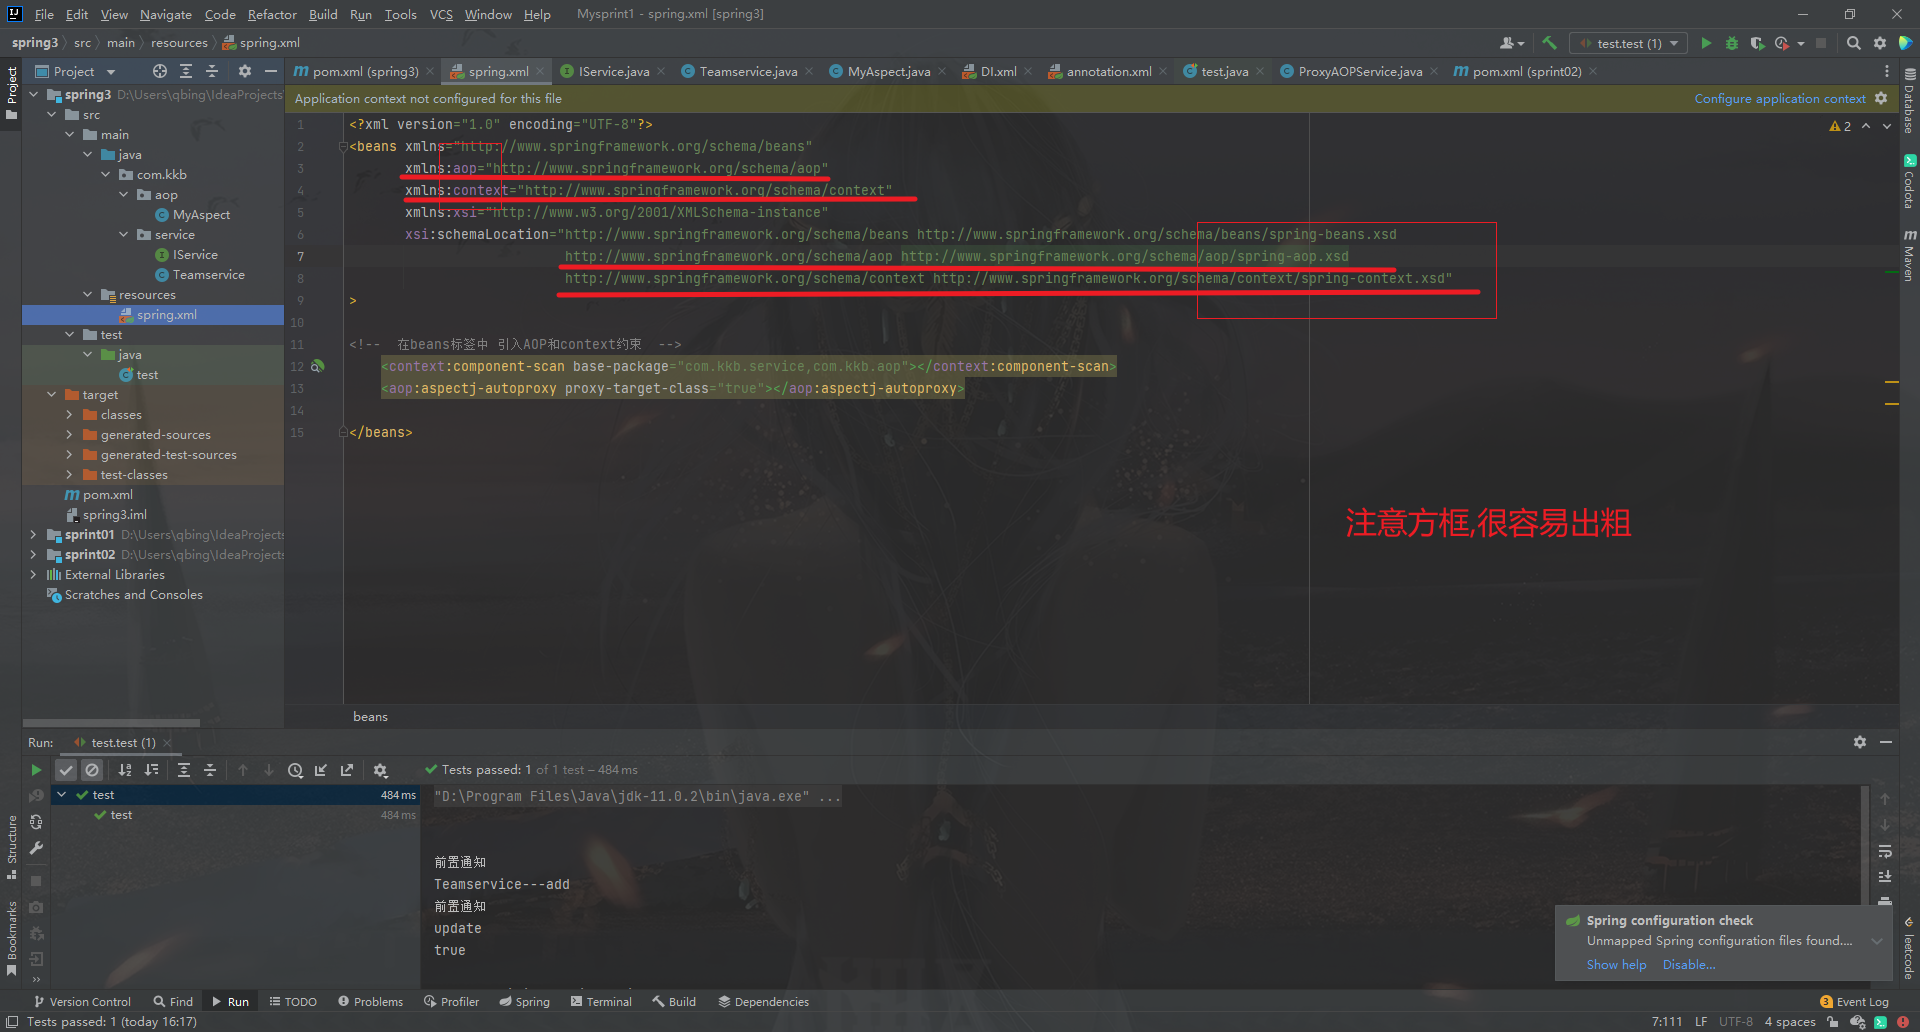 File Edit View Navigate Code Refactor Build Run Tools VCS Window Help Mysprint1 - spring.xml [spring3]
spring3 src main resources spring.xml
test.test (1)
Project
pom.xml (spring3) spring.xml IService.java Teamservice.java MyAspect.java DI.xml annotation.xml test.java ProxyAOPService.java pom.xml (sprint02)
Project
spring3 D:\Users\qbing\IdeaProjects
src
main
java
com.kkb
aop
MyAspect
service
IService
Teamservice
resources
spring.xml
test
java
test
target
classes
generated-sources
generated-test-sources
test-classes
pom.xml
spring3.iml
sprint01 D:\Users\qbing\IdeaProjects
sprint02 D:\Users\qbing\IdeaProjects
External Libraries
Scratches and Consoles
Application context not configured for this file
Configure application context
2
1 <?xml version="1.0" encoding="UTF-8"?>
2 <beans xmlns="http://www.springframework.org/schema/beans"
3 xmlns:aop="http://www.springframework.org/schema/aop"
4 xmlns:context="http://www.springframework.org/schema/context"
5 xmlns:xsi="http://www.w3.org/2001/XMLSchema-instance"
6 xsi:schemaLocation="http://www.springframework.org/schema/beans http://www.springframework.org/schema/beans/spring-beans.xsd
7 http://www.springframework.org/schema/aop http://www.springframework.org/schema/aop/spring-aop.xsd
8 http://www.springframework.org/schema/context http://www.springframework.org/schema/context/spring-context.xsd"
9 >
10
11 <!-- 在beans标签中 引入AOP和context约束 -->
12 <context:component-scan base-package="com.kkb.service,com.kkb.aop"></context:component-scan>
13 <aop:aspectj-autoproxy proxy-target-class="true"></aop:aspectj-autoproxy>
14
15 </beans>
注意方框,很容易出粗
beans
Database
Codota
Maven
Run: test.test (1)
Tests passed: 1 of 1 test – 484 ms
test 484 ms
test 484 ms
"D:\Program Files\Java\jdk-11.0.2\bin\java.exe" ...
前置通知
Teamservice---add
前置通知
update
true
Structure
Bookmarks
leetcode
Spring configuration check
Unmapped Spring configuration files found....
Show help Disable...
Version Control Find Run TODO Problems Profiler Spring Terminal Build Dependencies
3 Event Log
Tests passed: 1 (today 16:17)
7:111 LF UTF-8 4 spaces